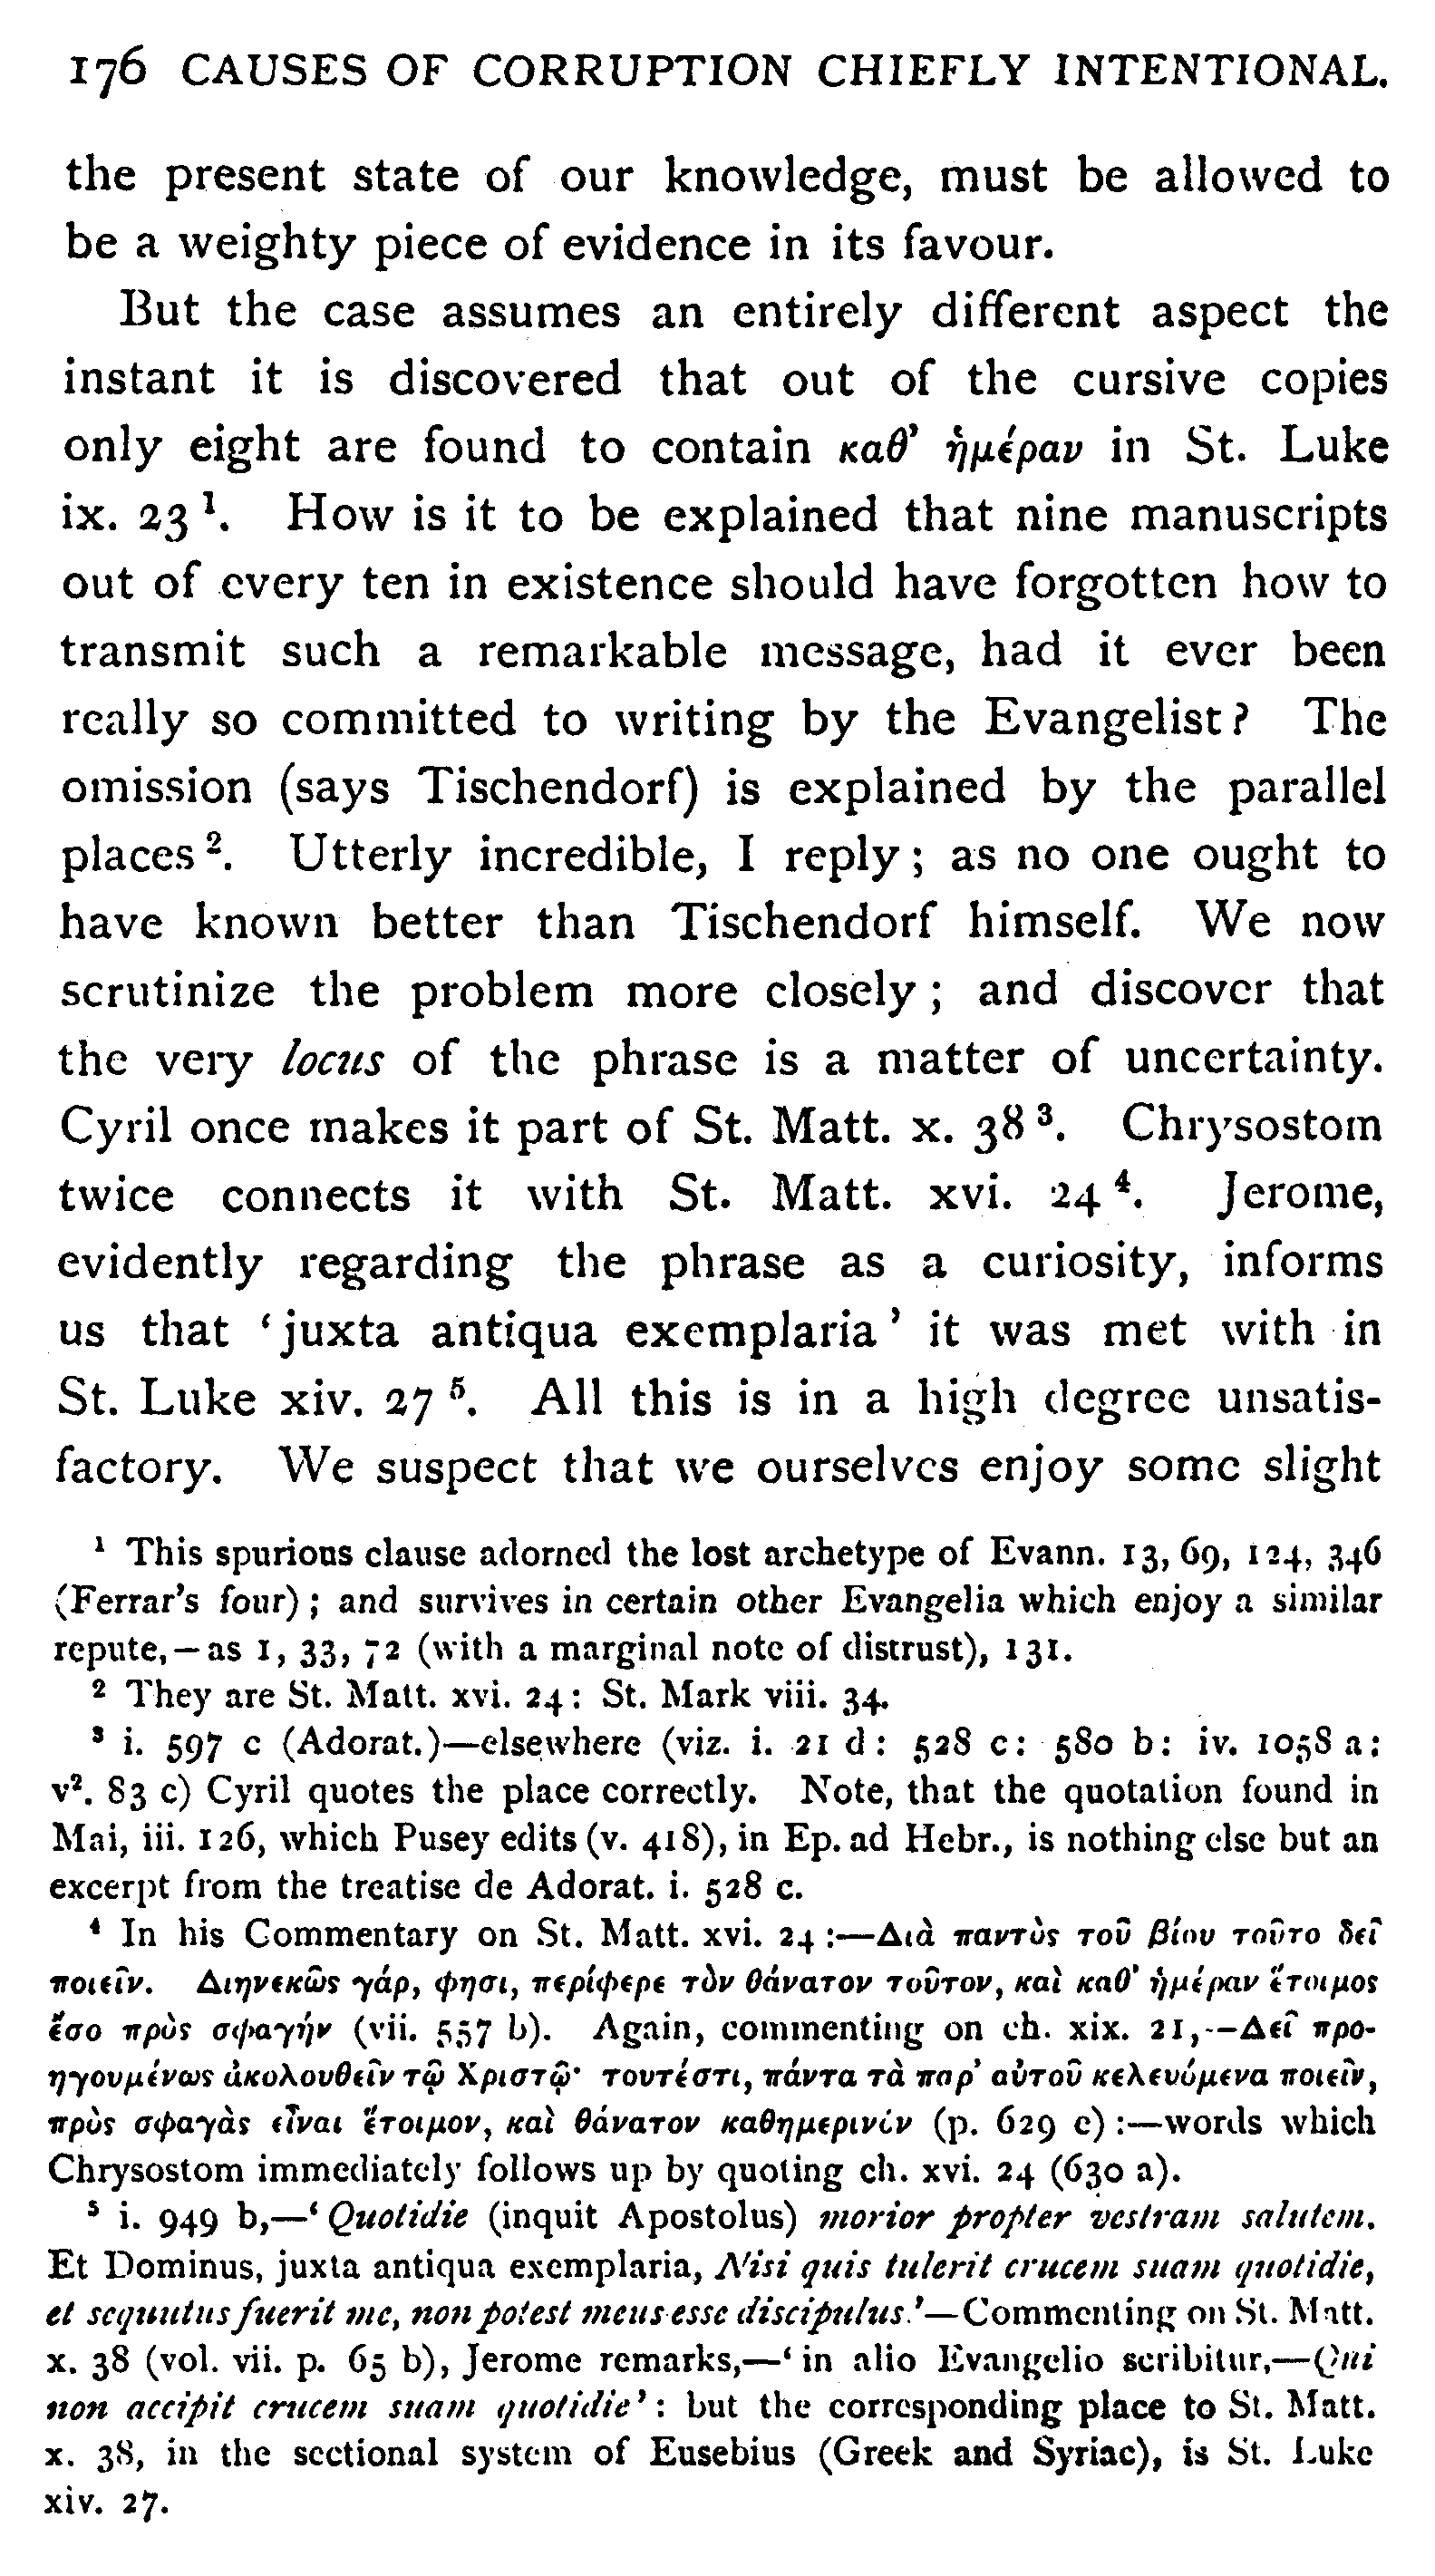 176 CAUSES OF CORRUPTION CHIEFLY INTENTIONAL.
the present state of our knowledge, must be allowed to
be a weighty piece of evidence in its favour.
But the case assumes an entirely different aspect the
instant it is discovered that out of the cursive copies
only eight are found to contain καθ’ ἡμέραν in St. Luke
ix. 23 ¹. How is it to be explained that nine manuscripts
out of every ten in existence should have forgotten how to
transmit such a remarkable message, had it ever been
really so committed to writing by the Evangelist? The
omission (says Tischendorf) is explained by the parallel
places ². Utterly incredible, I reply; as no one ought to
have known better than Tischendorf himself. We now
scrutinize the problem more closely; and discover that
the very locus of the phrase is a matter of uncertainty.
Cyril once makes it part of St. Matt. x. 38 ³. Chrysostom
twice connects it with St. Matt. xvi. 24 ⁴. Jerome,
evidently regarding the phrase as a curiosity, informs
us that ‘juxta antiqua exemplaria’ it was met with in
St. Luke xiv. 27 ⁵. All this is in a high degree unsatis-
factory. We suspect that we ourselves enjoy some slight
¹ This spurious clause adorned the lost archetype of Evann. 13, 69, 124, 346
(Ferrar’s four); and survives in certain other Evangelia which enjoy a similar
repute,—as 1, 33, 72 (with a marginal note of distrust), 131.
² They are St. Matt. xvi. 24: St. Mark viii. 34.
³ i. 597 c (Adorat.)—elsewhere (viz. i. 21 d: 528 c: 580 b: iv. 1058 a:
v². 83 c) Cyril quotes the place correctly. Note, that the quotation found in
Mai, iii. 126, which Pusey edits (v. 418), in Ep. ad Hebr., is nothing else but an
excerpt from the treatise de Adorat. i. 528 c.
⁴ In his Commentary on St. Matt. xvi. 24:—Διὰ παντὸς τοῦ βίου τοῦτο δεῖ
ποιεῖν. Διηνεκῶς γάρ, φησι, περίφερε τὸν θάνατον τοῦτον, καὶ καθ’ ἡμέραν ἕτοιμος
ἔσο πρὸς σφαγήν (vii. 557 b). Again, commenting on ch. xix. 21,—Δεῖ προ-
ηγουμένως ἀκολουθεῖν τῷ Χριστῷ· τουτέστι, πάντα τὰ παρ’ αὐτοῦ κελευόμενα ποιεῖν,
πρὸς σφαγὰς εἶναι ἕτοιμον, καὶ θάνατον καθημερινόν (p. 629 e):—words which
Chrysostom immediately follows up by quoting ch. xvi. 24 (630 a).
⁵ i. 949 b,—‘Quotidie (inquit Apostolus) morior propter vestram salutem.
Et Dominus, juxta antiqua exemplaria, Nisi quis tulerit crucem suam quotidie,
et sequutus fuerit me, non potest meus esse discipulus.’—Commenting on St. Matt.
x. 38 (vol. vii. p. 65 b), Jerome remarks,—‘in alio Evangelio scribitur,—Qui
non accipit crucem suam quotidie’: but the corresponding place to St. Matt.
x. 38, in the sectional system of Eusebius (Greek and Syriac), is St. Luke
xiv. 27.